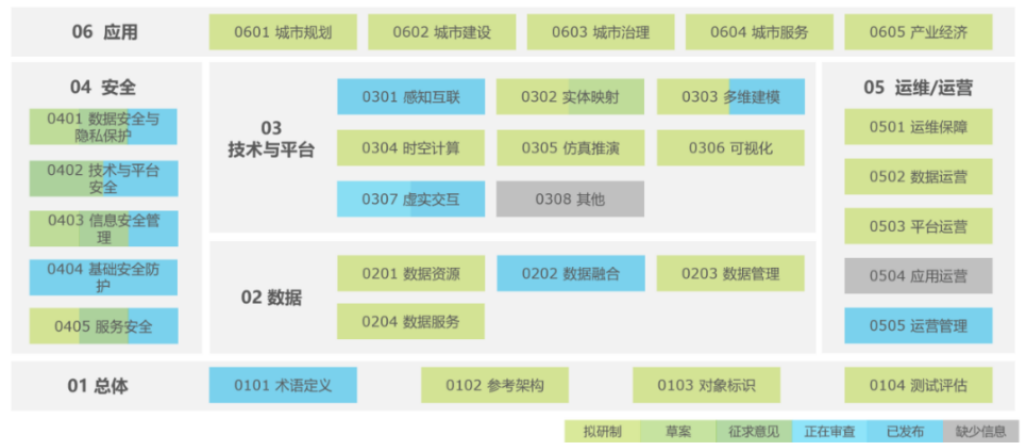 06 应用
0601 城市规划
0602 城市建设
0603 城市治理
0604 城市服务
0605 产业经济
04 安全
0401 数据安全与
隐私保护
0402 技术与平台
安全
0403 信息安全管
理
0404 基础安全防
护
0405 服务安全
03
技术与平台
0301 感知互联
0302 实体映射
0303 多维建模
0304 时空计算
0305 仿真推演
0306 可视化
0307 虚实交互
0308 其他
02 数据
0201 数据资源
0202 数据融合
0203 数据管理
0204 数据服务
05 运维/运营
0501 运维保障
0502 数据运营
0503 平台运营
0504 应用运营
0505 运营管理
01 总体
0101 术语定义
0102 参考架构
0103 对象标识
0104 测试评估
拟研制
草案
征求意见
正在审查
已发布
缺少信息